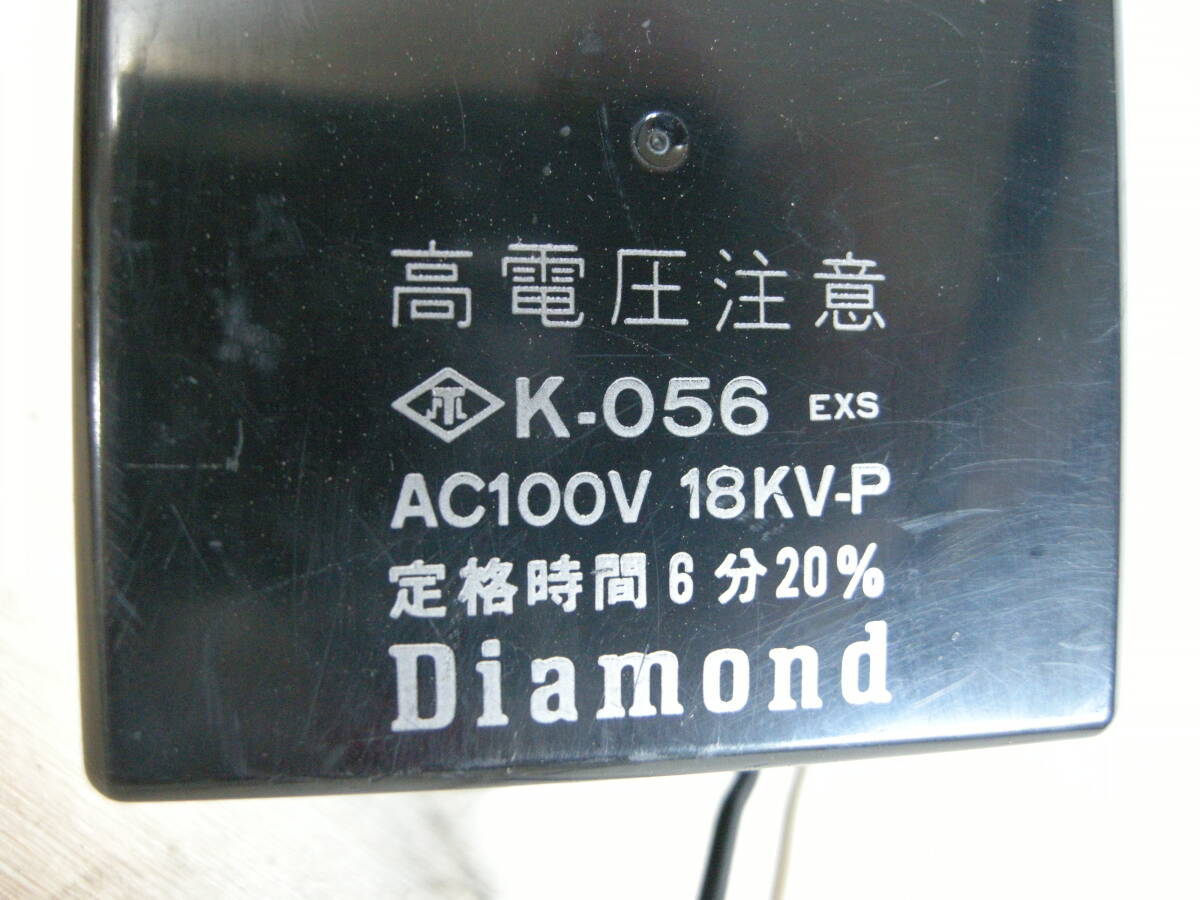 高電圧注意
K-056 EXS
AC100V 18KV-P
定格時間6分20%
Diamond